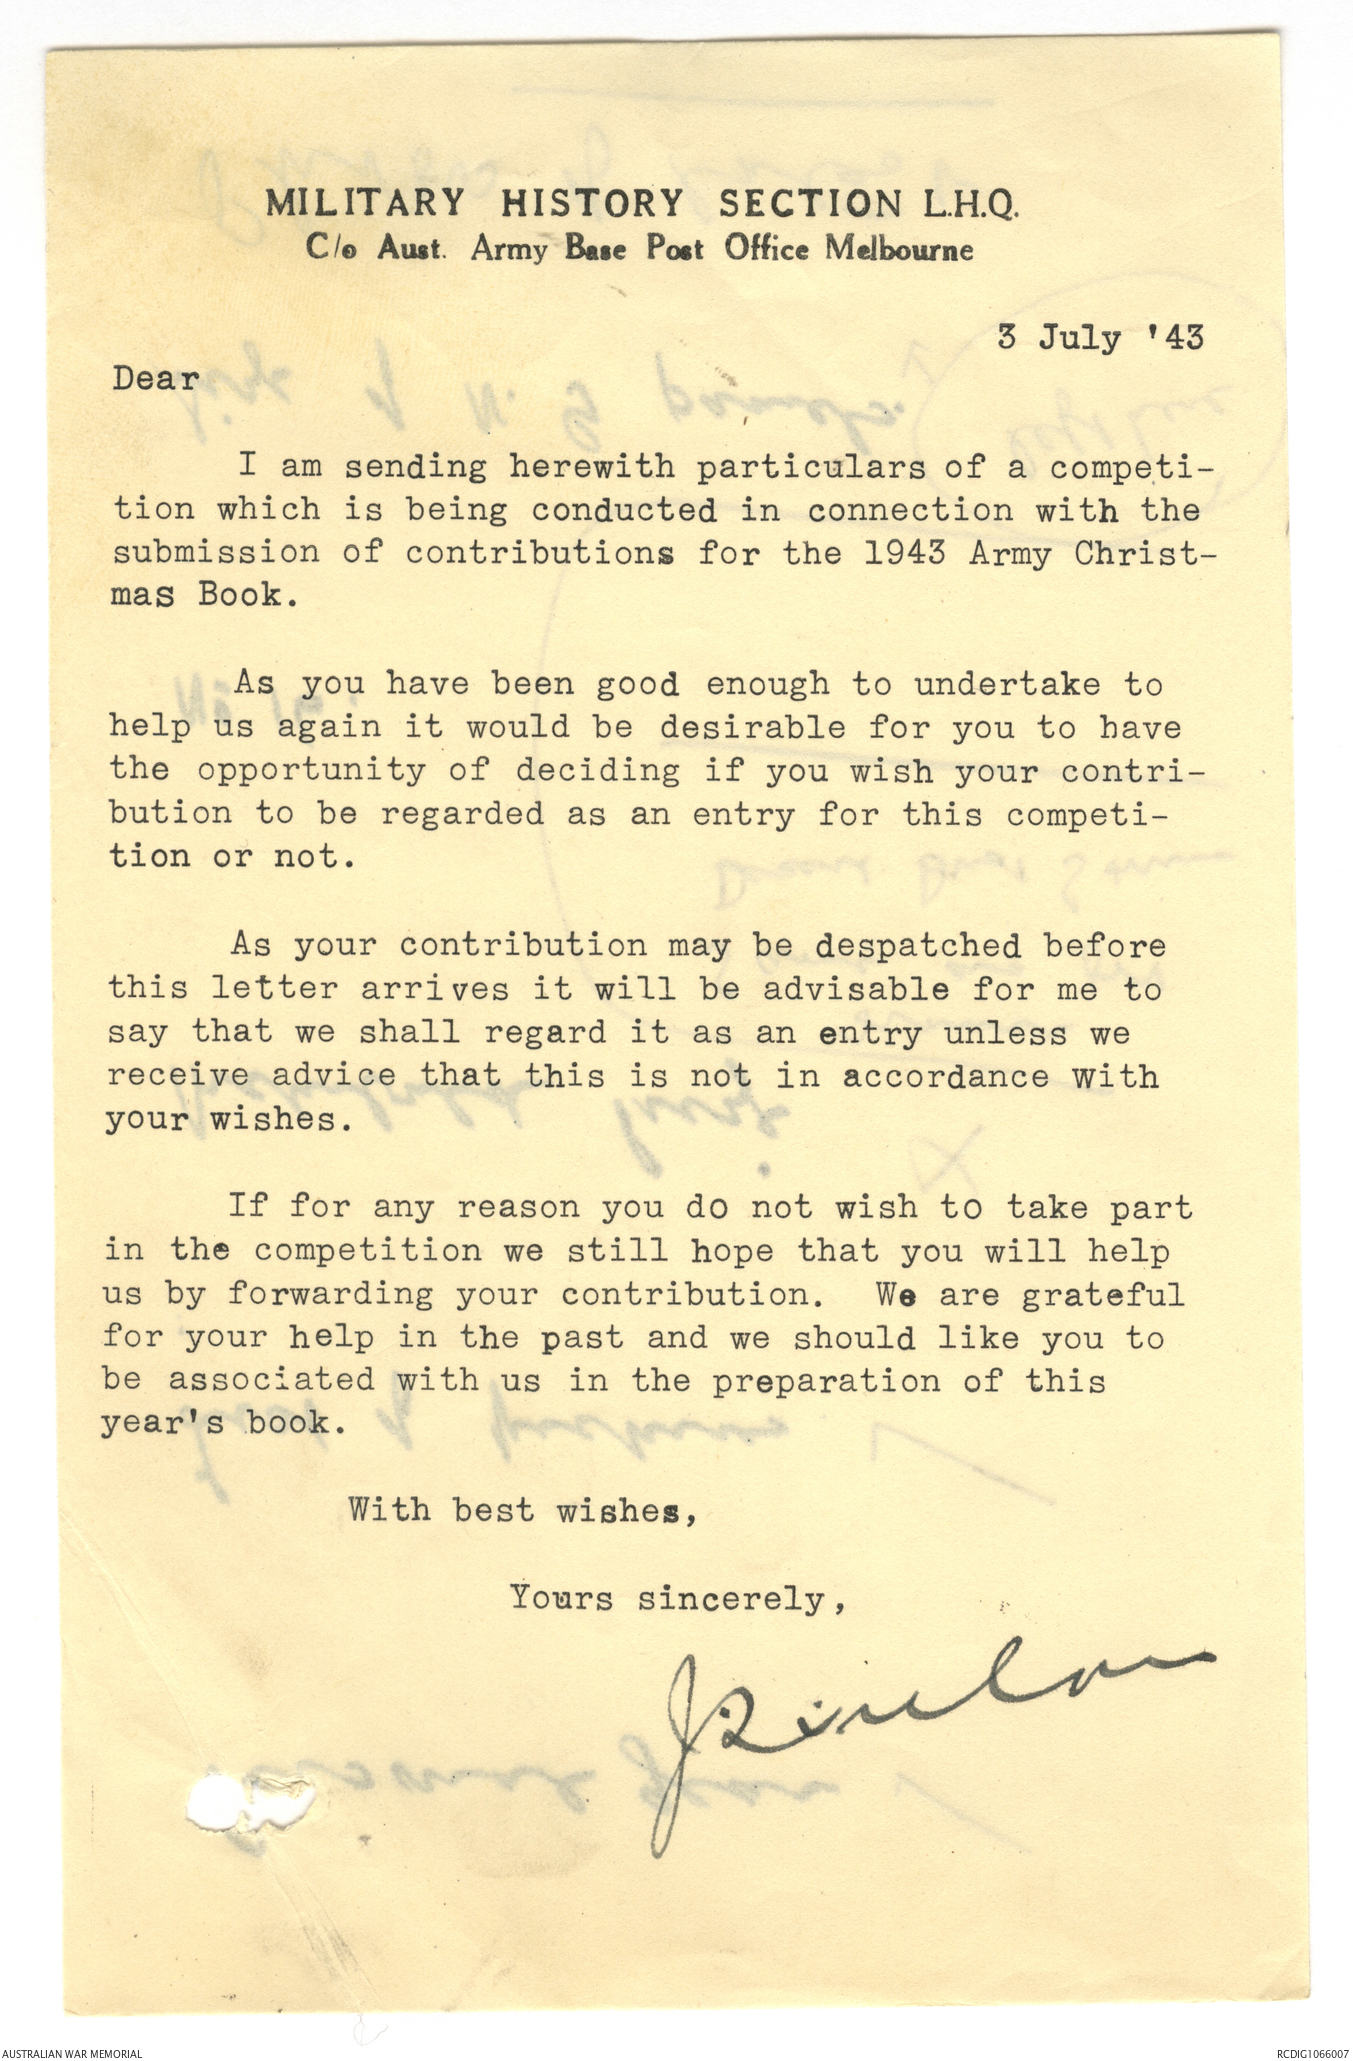 MILITARY HISTORY SECTION L.H.Q.
C/o Aust. Army Base Post Office Melbourne
3 July '43
Dear
I am sending herewith particulars of a competi-
tion which is being conducted in connection with the
submission of contributions for the 1943 Army Christ-
mas Book.
As you have been good enough to undertake to
help us again it would be desirable for you to have
the opportunity of deciding if you wish your contri-
bution to be regarded as an entry for this competi-
tion or not.
As your contribution may be despatched before
this letter arrives it will be advisable for me to
say that we shall regard it as an entry unless we
receive advice that this is not in accordance with
your wishes.
If for any reason you do not wish to take part
in the competition we still hope that you will help
us by forwarding your contribution. We are grateful
for your help in the past and we should like you to
be associated with us in the preparation of this
year's book.
With best wishes,
Yours sincerely,
AUSTRALIAN WAR MEMORIAL
RCDIG1066007